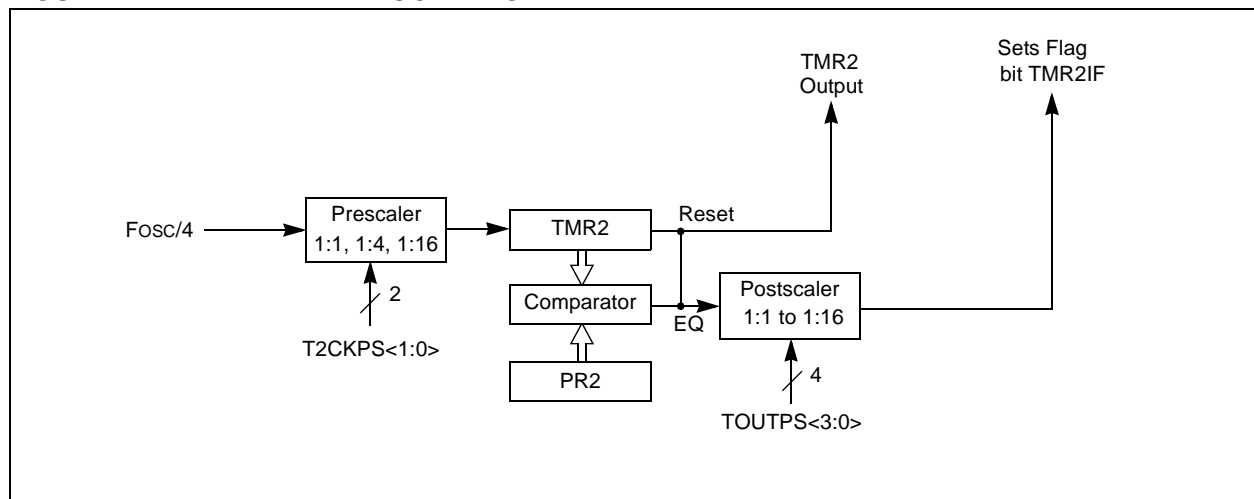 TMR2
Output
Sets Flag
bit TMR2IF
Fosc/4
Prescaler
1:1, 1:4, 1:16
TMR2
Reset
2
Comparator
EQ
Postscaler
1:1 to 1:16
T2CKPS<1:0>
PR2
4
TOUTPS<3:0>